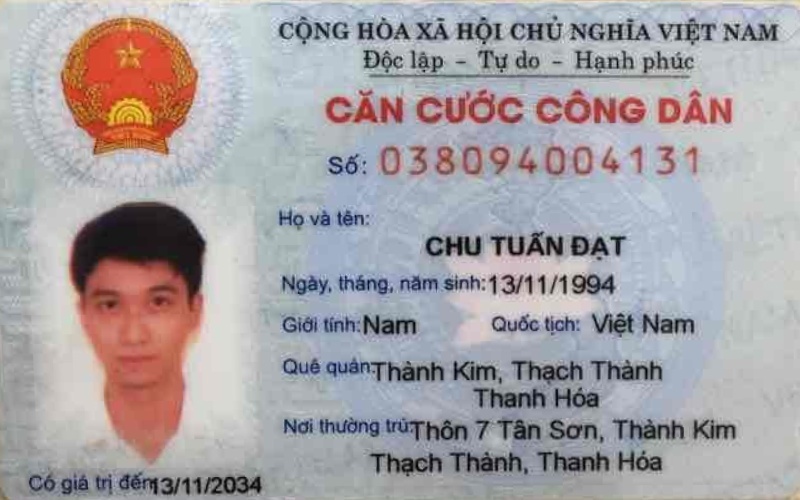 CỘNG HÒA XÃ HỘI CHỦ NGHĨA VIỆT NAM
Độc lập - Tự do - Hạnh phúc
CĂN CƯỚC CÔNG DÂN
Số: 038094004131
Họ và tên:
CHU TUẤN ĐẠT
Ngày, tháng, năm sinh:13/11/1994
Giới tính:Nam Quốc tịch: Việt Nam
Quê quán:Thành Kim, Thạch Thành
Thanh Hóa
Nơi thường trú:Thôn 7 Tân Sơn, Thành Kim
Thạch Thành, Thanh Hóa
Có giá trị đến:13/11/2034